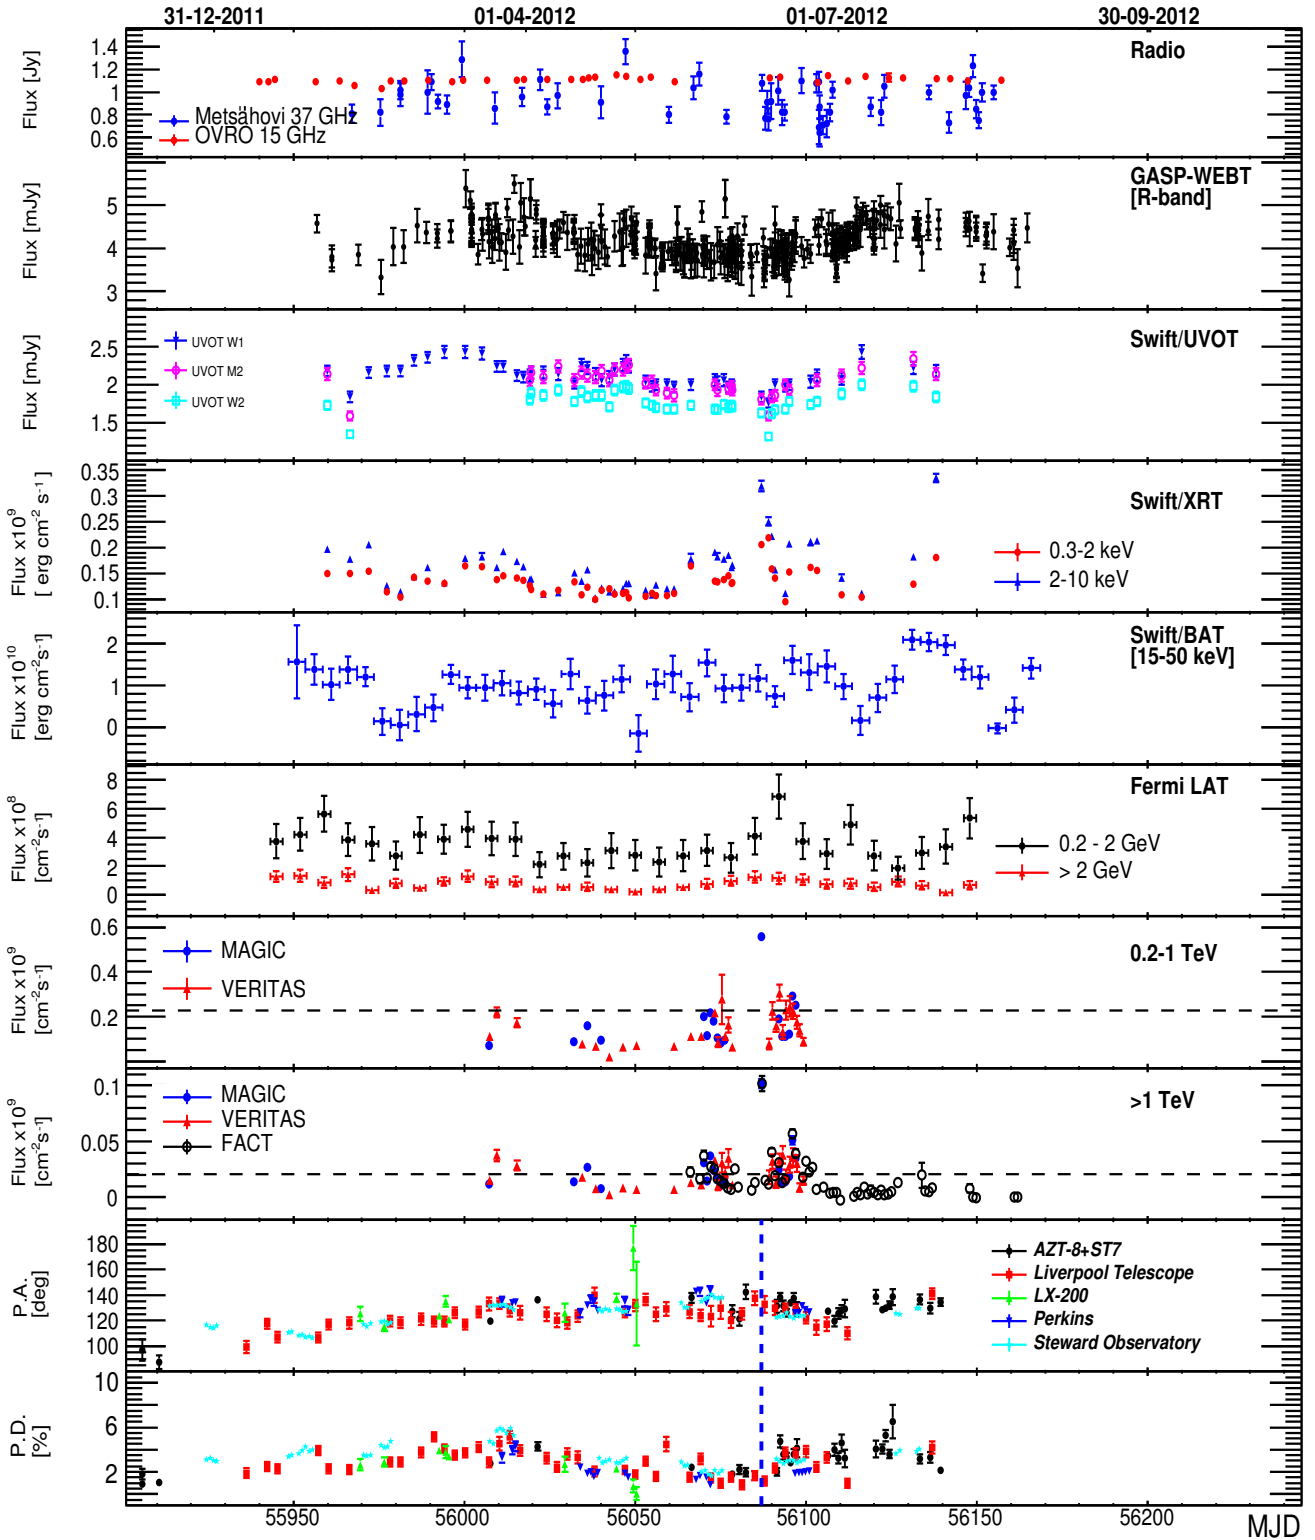 31-12-2011 01-04-2012 01-07-2012 30-09-2012
Flux [Jy]
1.4
1.2
1
0.8
0.6
Radio
Metsähovi 37 GHz
OVRO 15 GHz
Flux [mJy]
5
4
3
GASP-WEBT
[R-band]
Flux [mJy]
2.5
2
1.5
Swift/UVOT
UVOT W1
UVOT M2
UVOT W2
Flux x10⁹
[ erg cm⁻² s⁻¹ ]
0.35
0.3
0.25
0.2
0.15
0.1
Swift/XRT
0.3-2 keV
2-10 keV
Flux x10¹⁰
[erg cm⁻²s⁻¹]
2
1
0
Swift/BAT
[15-50 keV]
Flux x10⁸
[cm⁻²s⁻¹]
8
6
4
2
0
Fermi LAT
0.2 - 2 GeV
> 2 GeV
Flux x10⁹
[cm⁻²s⁻¹]
0.6
0.4
0.2
0.2-1 TeV
MAGIC
VERITAS
Flux x10⁹
[cm⁻²s⁻¹]
0.1
0.05
0
>1 TeV
MAGIC
VERITAS
FACT
P.A.
[deg]
180
160
140
120
100
AZT-8+ST7
Liverpool Telescope
LX-200
Perkins
Steward Observatory
P.D.
[%]
10
6
2
55950 56000 56050 56100 56150 56200
MJD